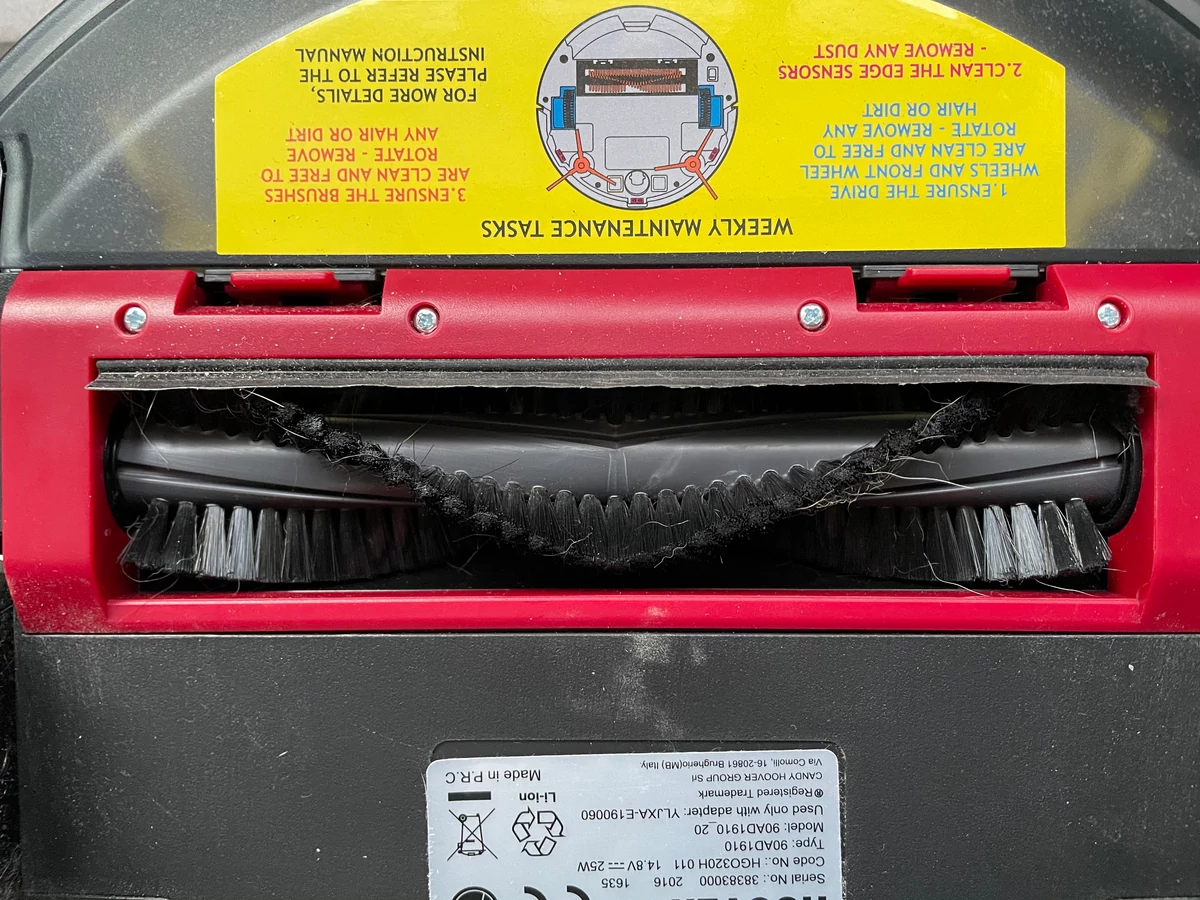 Serial No.: 38383000 2016 1635
Code No.: HGO320H 011 14.8V⎓25W
Type: 90AD1910
Model: 90AD1910_20
Used only with adapter: YLJXA-E190060
® Registered Trademark
CANDY HOOVER GROUP Srl
Via Comolli, 16-20861 Brugherio(MB) Italy.
Li-ion
Made in P.R.C
WEEKLY MAINTENANCE TASKS
1.ENSURE THE DRIVE
WHEELS AND FRONT WHEEL
ARE CLEAN AND FREE TO
ROTATE - REMOVE ANY
HAIR OR DIRT
2.CLEAN THE EDGE SENSORS
- REMOVE ANY DUST
3.ENSURE THE BRUSHES
ARE CLEAN AND FREE TO
ROTATE - REMOVE
ANY HAIR OR DIRT
FOR MORE DETAILS,
PLEASE REFER TO THE
INSTRUCTION MANUAL